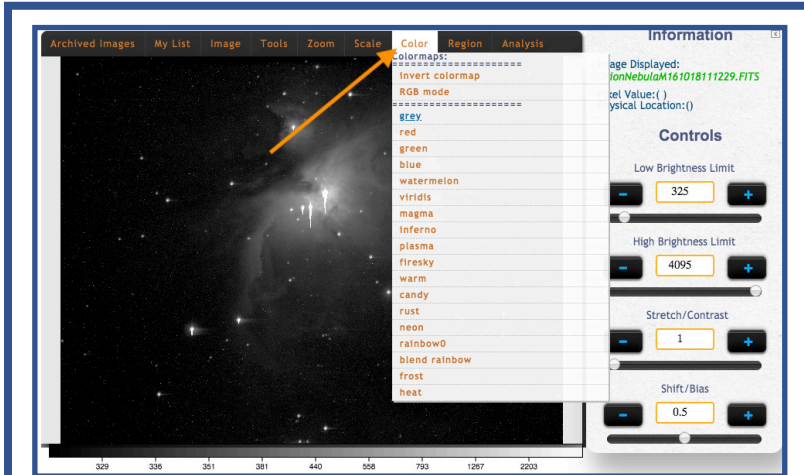 Archived Images My List Image Tools Zoom Scale Color Region Analysis
Colormaps:
======================
invert colormap
RGB mode
======================
grey
red
green
blue
watermelon
viridis
magma
inferno
plasma
firesky
warm
candy
rust
neon
rainbow0
blend rainbow
frost
heat
329 336 351 381 440 558 793 1267 2203
Information
age Displayed:
ionNebulaM161018111229.FITS
xel Value:( )
ysical Location:()
Controls
Low Brightness Limit
- 325 +
High Brightness Limit
- 4095 +
Stretch/Contrast
- 1 +
Shift/Bias
- 0.5 +